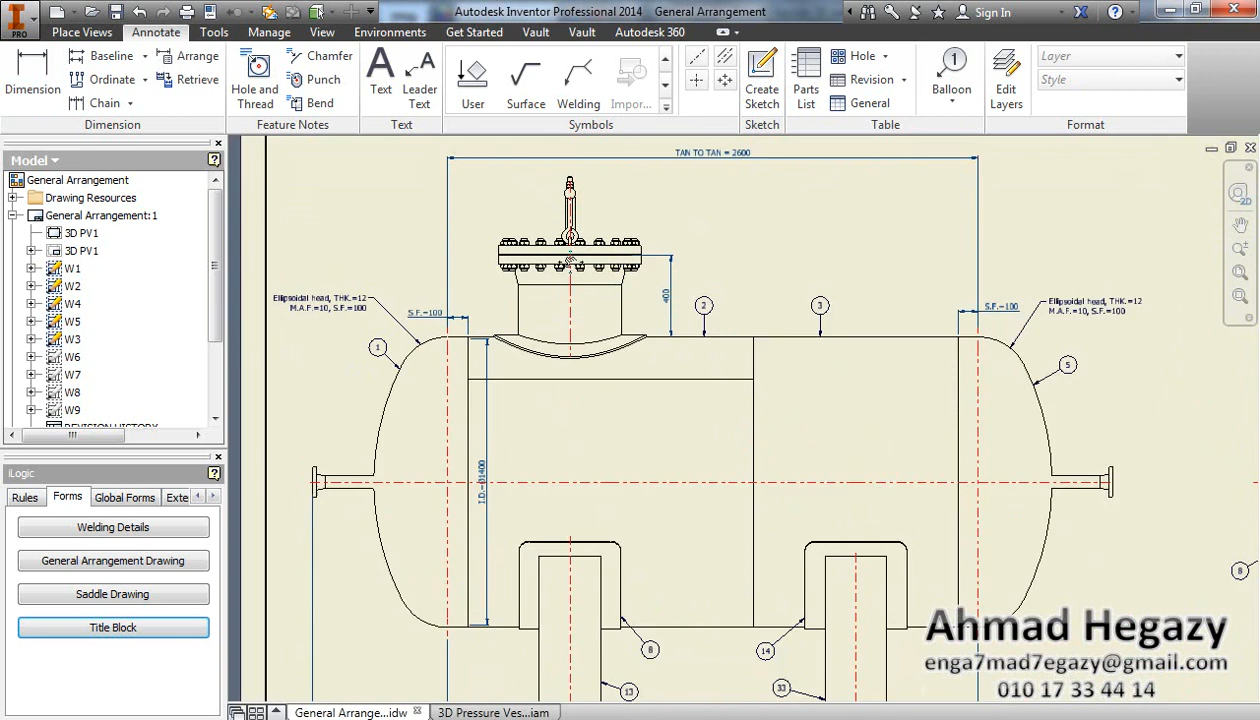 Autodesk Inventor Professional 2014 General Arrangement
Sign In
PRO
Place Views Annotate Tools Manage View Environments Get Started Vault Vault Autodesk 360
Dimension
Baseline
Ordinate
Chain
Arrange
Retrieve
Dimension
Hole and Thread
Chamfer
Punch
Bend
Feature Notes
Text
Leader Text
Text
User
Surface
Welding
Impor...
Symbols
Create Sketch
Sketch
Parts List
Hole
Revision
General
Table
Balloon
Edit Layers
Layer
Style
Format
Model
General Arrangement
Drawing Resources
General Arrangement:1
3D PV1
3D PV1
W1
W2
W4
W5
W3
W6
W7
W8
W9
REVISION HISTORY
iLogic
Rules Forms Global Forms Exte
Welding Details
General Arrangement Drawing
Saddle Drawing
Title Block
TAN TO TAN = 2600
400
Ellipsoidal head, THK.=12
M.A.F.=10, S.F.=100
S.F.=100
S.F.=100
Ellipsoidal head, THK.=12
M.A.F.=10, S.F.=100
1
2
3
5
I.D.=Ø1400
8
14
8
13
33
2D
Ahmad Hegazy
enga7mad7egazy@gmail.com
010 17 33 44 14
General Arrange...idw
3D Pressure Ves...iam